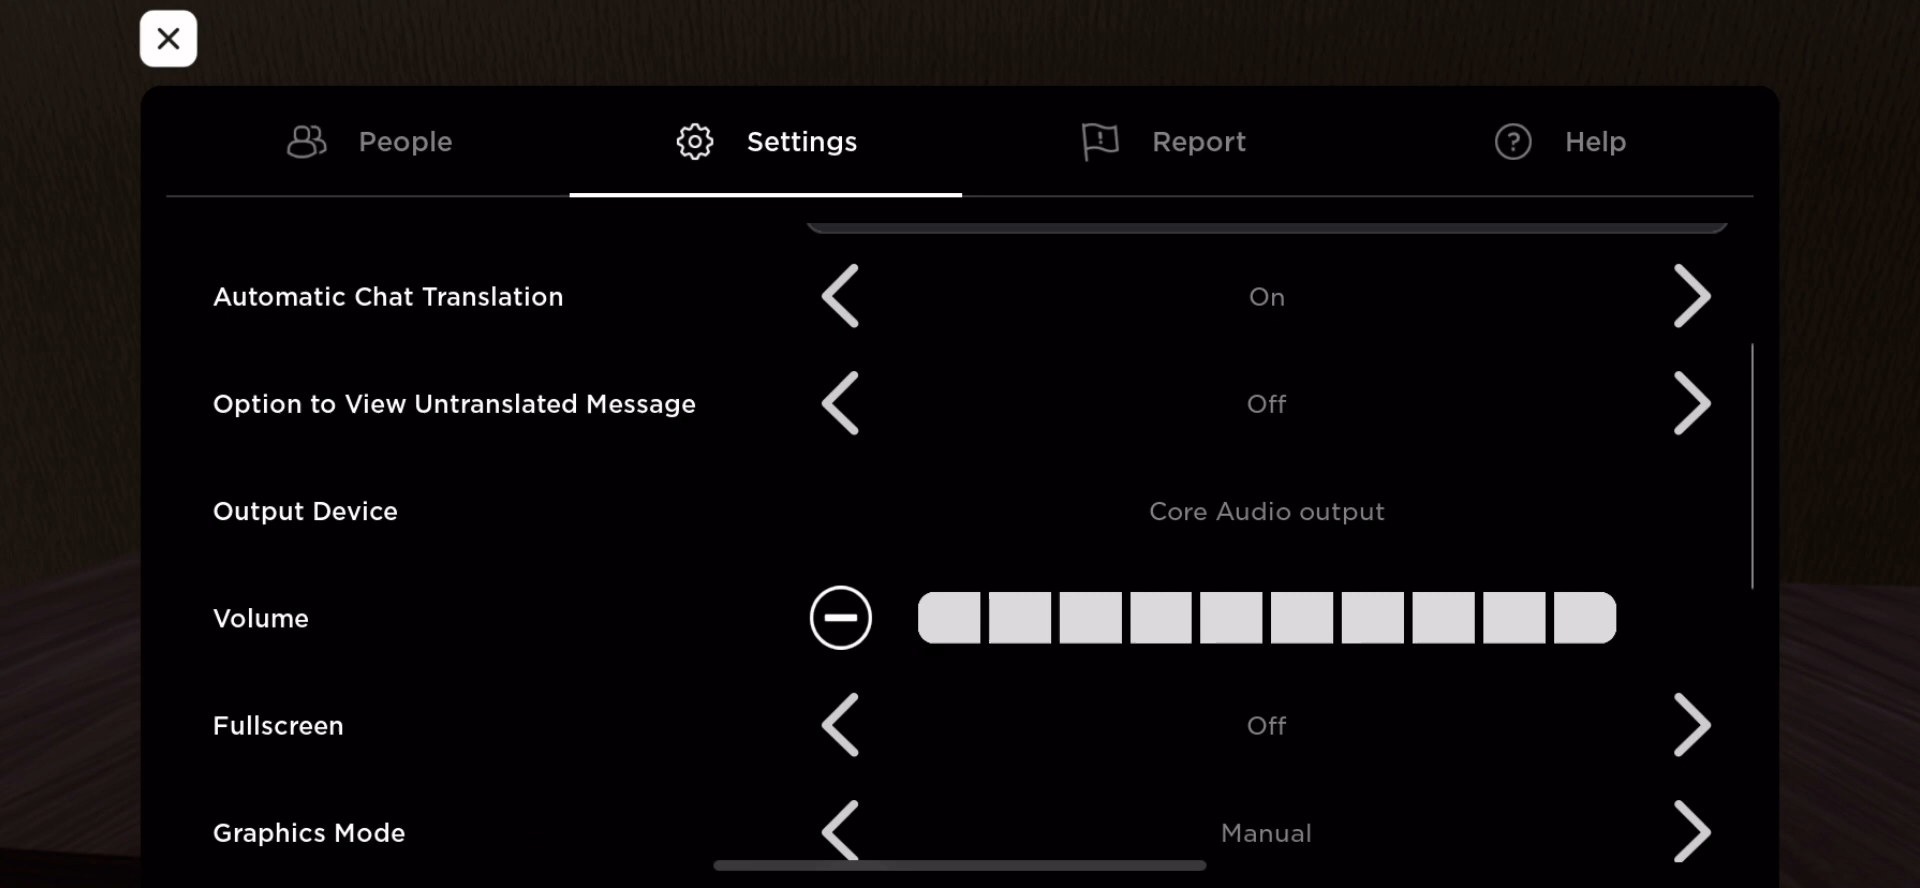 People
Settings
Report
Help
Automatic Chat Translation
On
Option to View Untranslated Message
Off
Output Device
Core Audio output
Volume
Fullscreen
Off
Graphics Mode
Manual